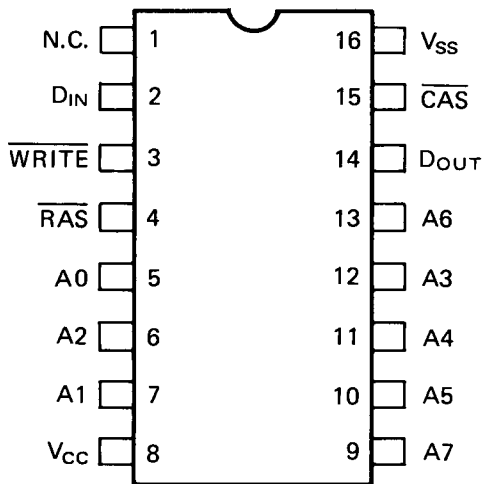 N.C. 1 16 VSS
DIN 2 15 CAS
WRITE 3 14 DOUT
RAS 4 13 A6
A0 5 12 A3
A2 6 11 A4
A1 7 10 A5
VCC 8 9 A7